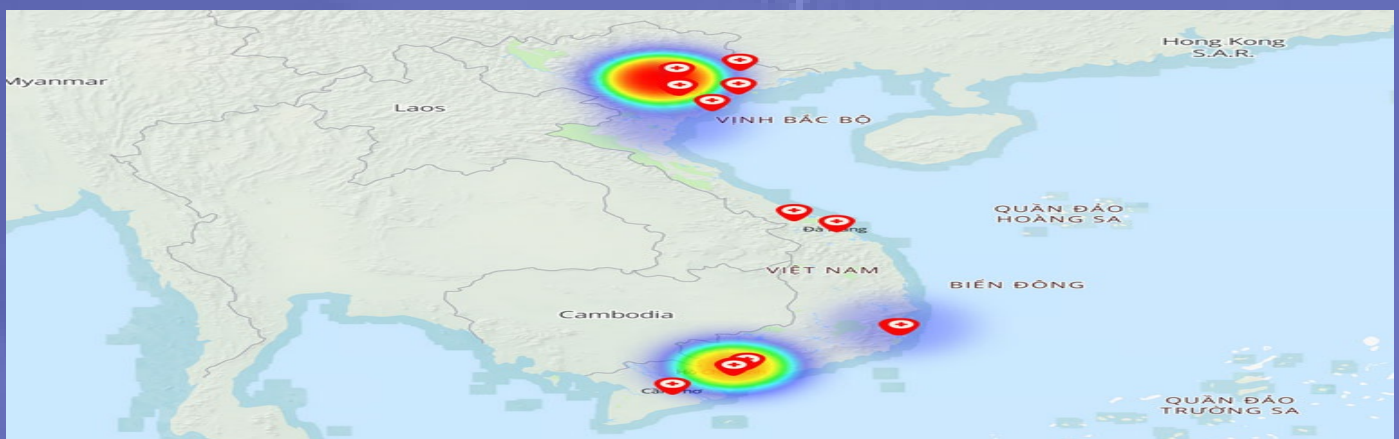 Hong Kong
S.A.R.
Myanmar
Laos
VỊNH BẮC BỘ
QUẦN ĐẢO
HOÀNG SA
VIỆT NAM
BIỂN ĐÔNG
Cambodia
QUẦN ĐẢO
TRƯỜNG SA